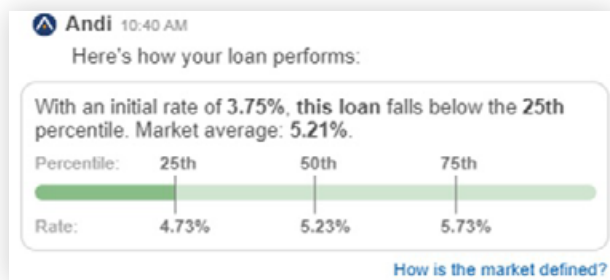 Andi 10:40 AM
Here's how your loan performs:
With an initial rate of 3.75%, this loan falls below the 25th
percentile. Market average: 5.21%.
Percentile: 25th 50th 75th
Rate: 4.73% 5.23% 5.73%
How is the market defined?